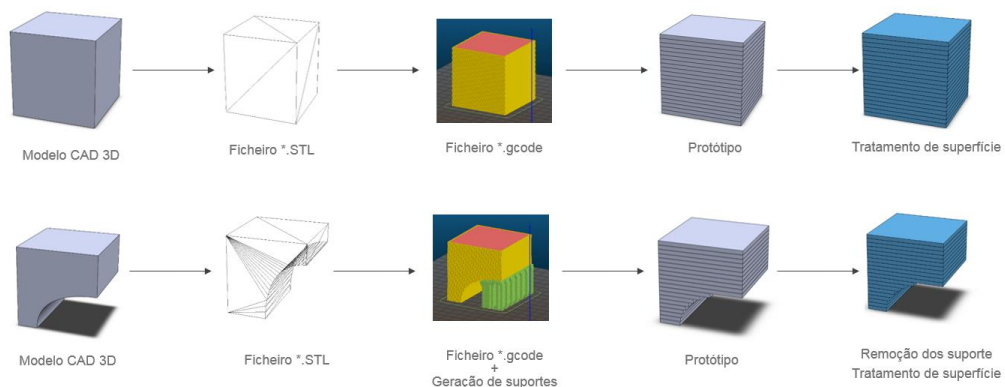 Modelo CAD 3D
Ficheiro *.STL
Ficheiro *.gcode
Protótipo
Tratamento de superfície
Modelo CAD 3D
Ficheiro *.STL
Ficheiro *.gcode
+
Geração de suportes
Protótipo
Remoção dos suporte
Tratamento de superfície